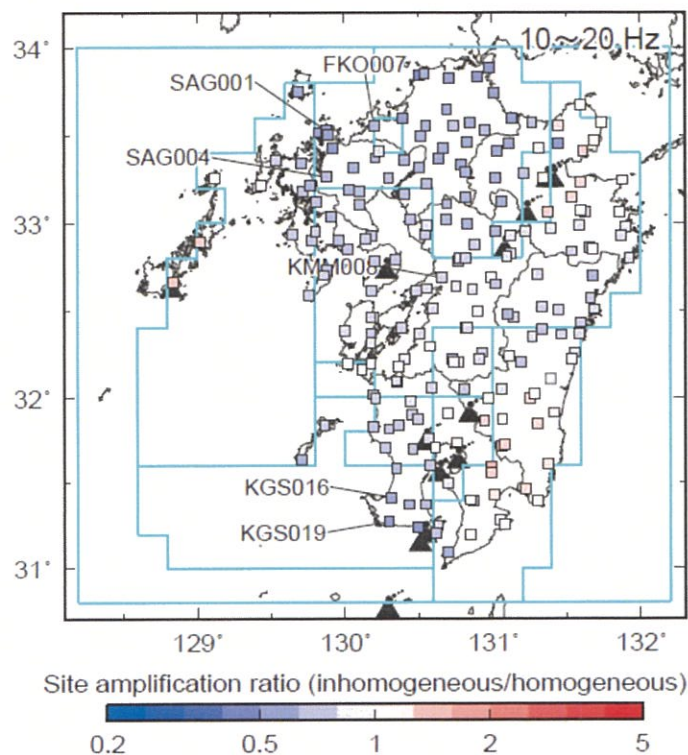 10~20 Hz
34°
FKO007
SAG001
SAG004
33°
KMM008
32°
KGS016
KGS019
31°
129° 130° 131° 132°
Site amplification ratio (inhomogeneous/homogeneous)
0.2 0.5 1 2 5